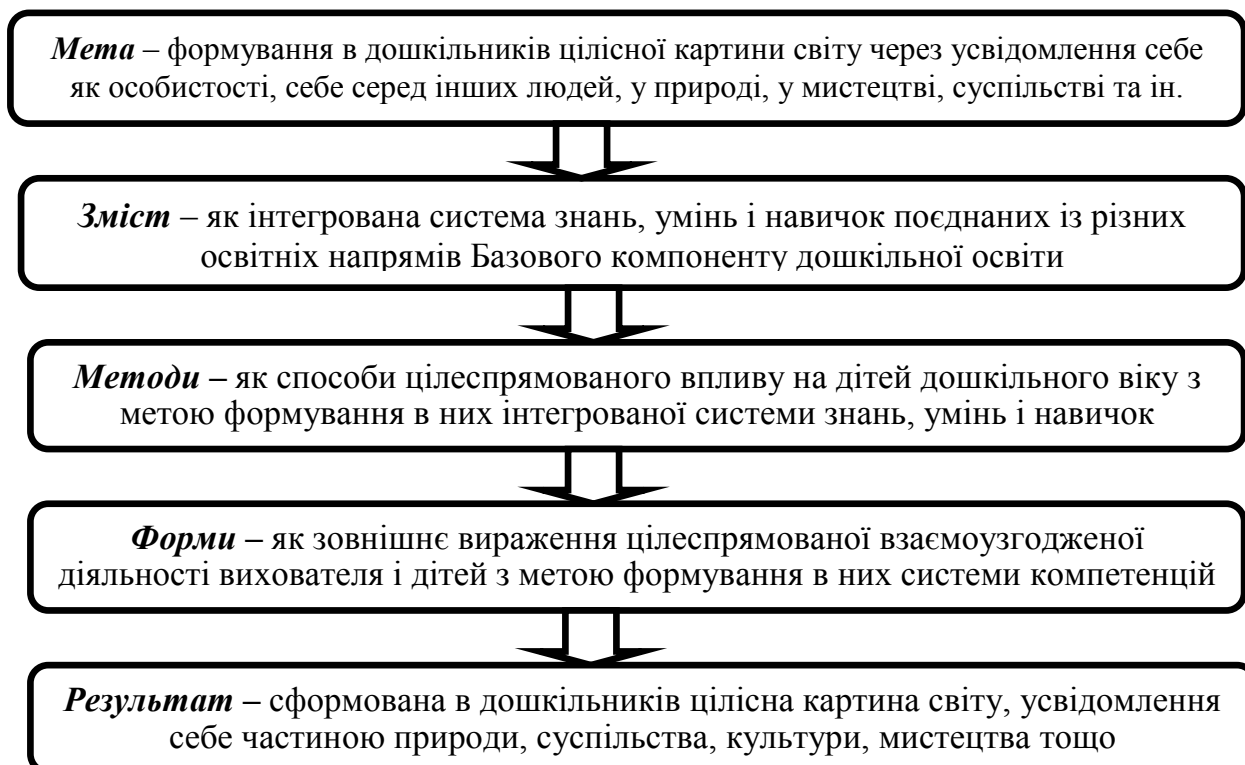 Мета – формування в дошкільників цілісної картини світу через усвідомлення себе
як особистості, себе серед інших людей, у природі, у мистецтві, суспільстві та ін.
Зміст – як інтегрована система знань, умінь і навичок поєднаних із різних
освітніх напрямів Базового компоненту дошкільної освіти
Методи – як способи цілеспрямованого впливу на дітей дошкільного віку з
метою формування в них інтегрованої системи знань, умінь і навичок
Форми – як зовнішнє вираження цілеспрямованої взаємоузгодженої
діяльності вихователя і дітей з метою формування в них системи компетенцій
Результат – сформована в дошкільників цілісна картина світу, усвідомлення
себе частиною природи, суспільства, культури, мистецтва тощо